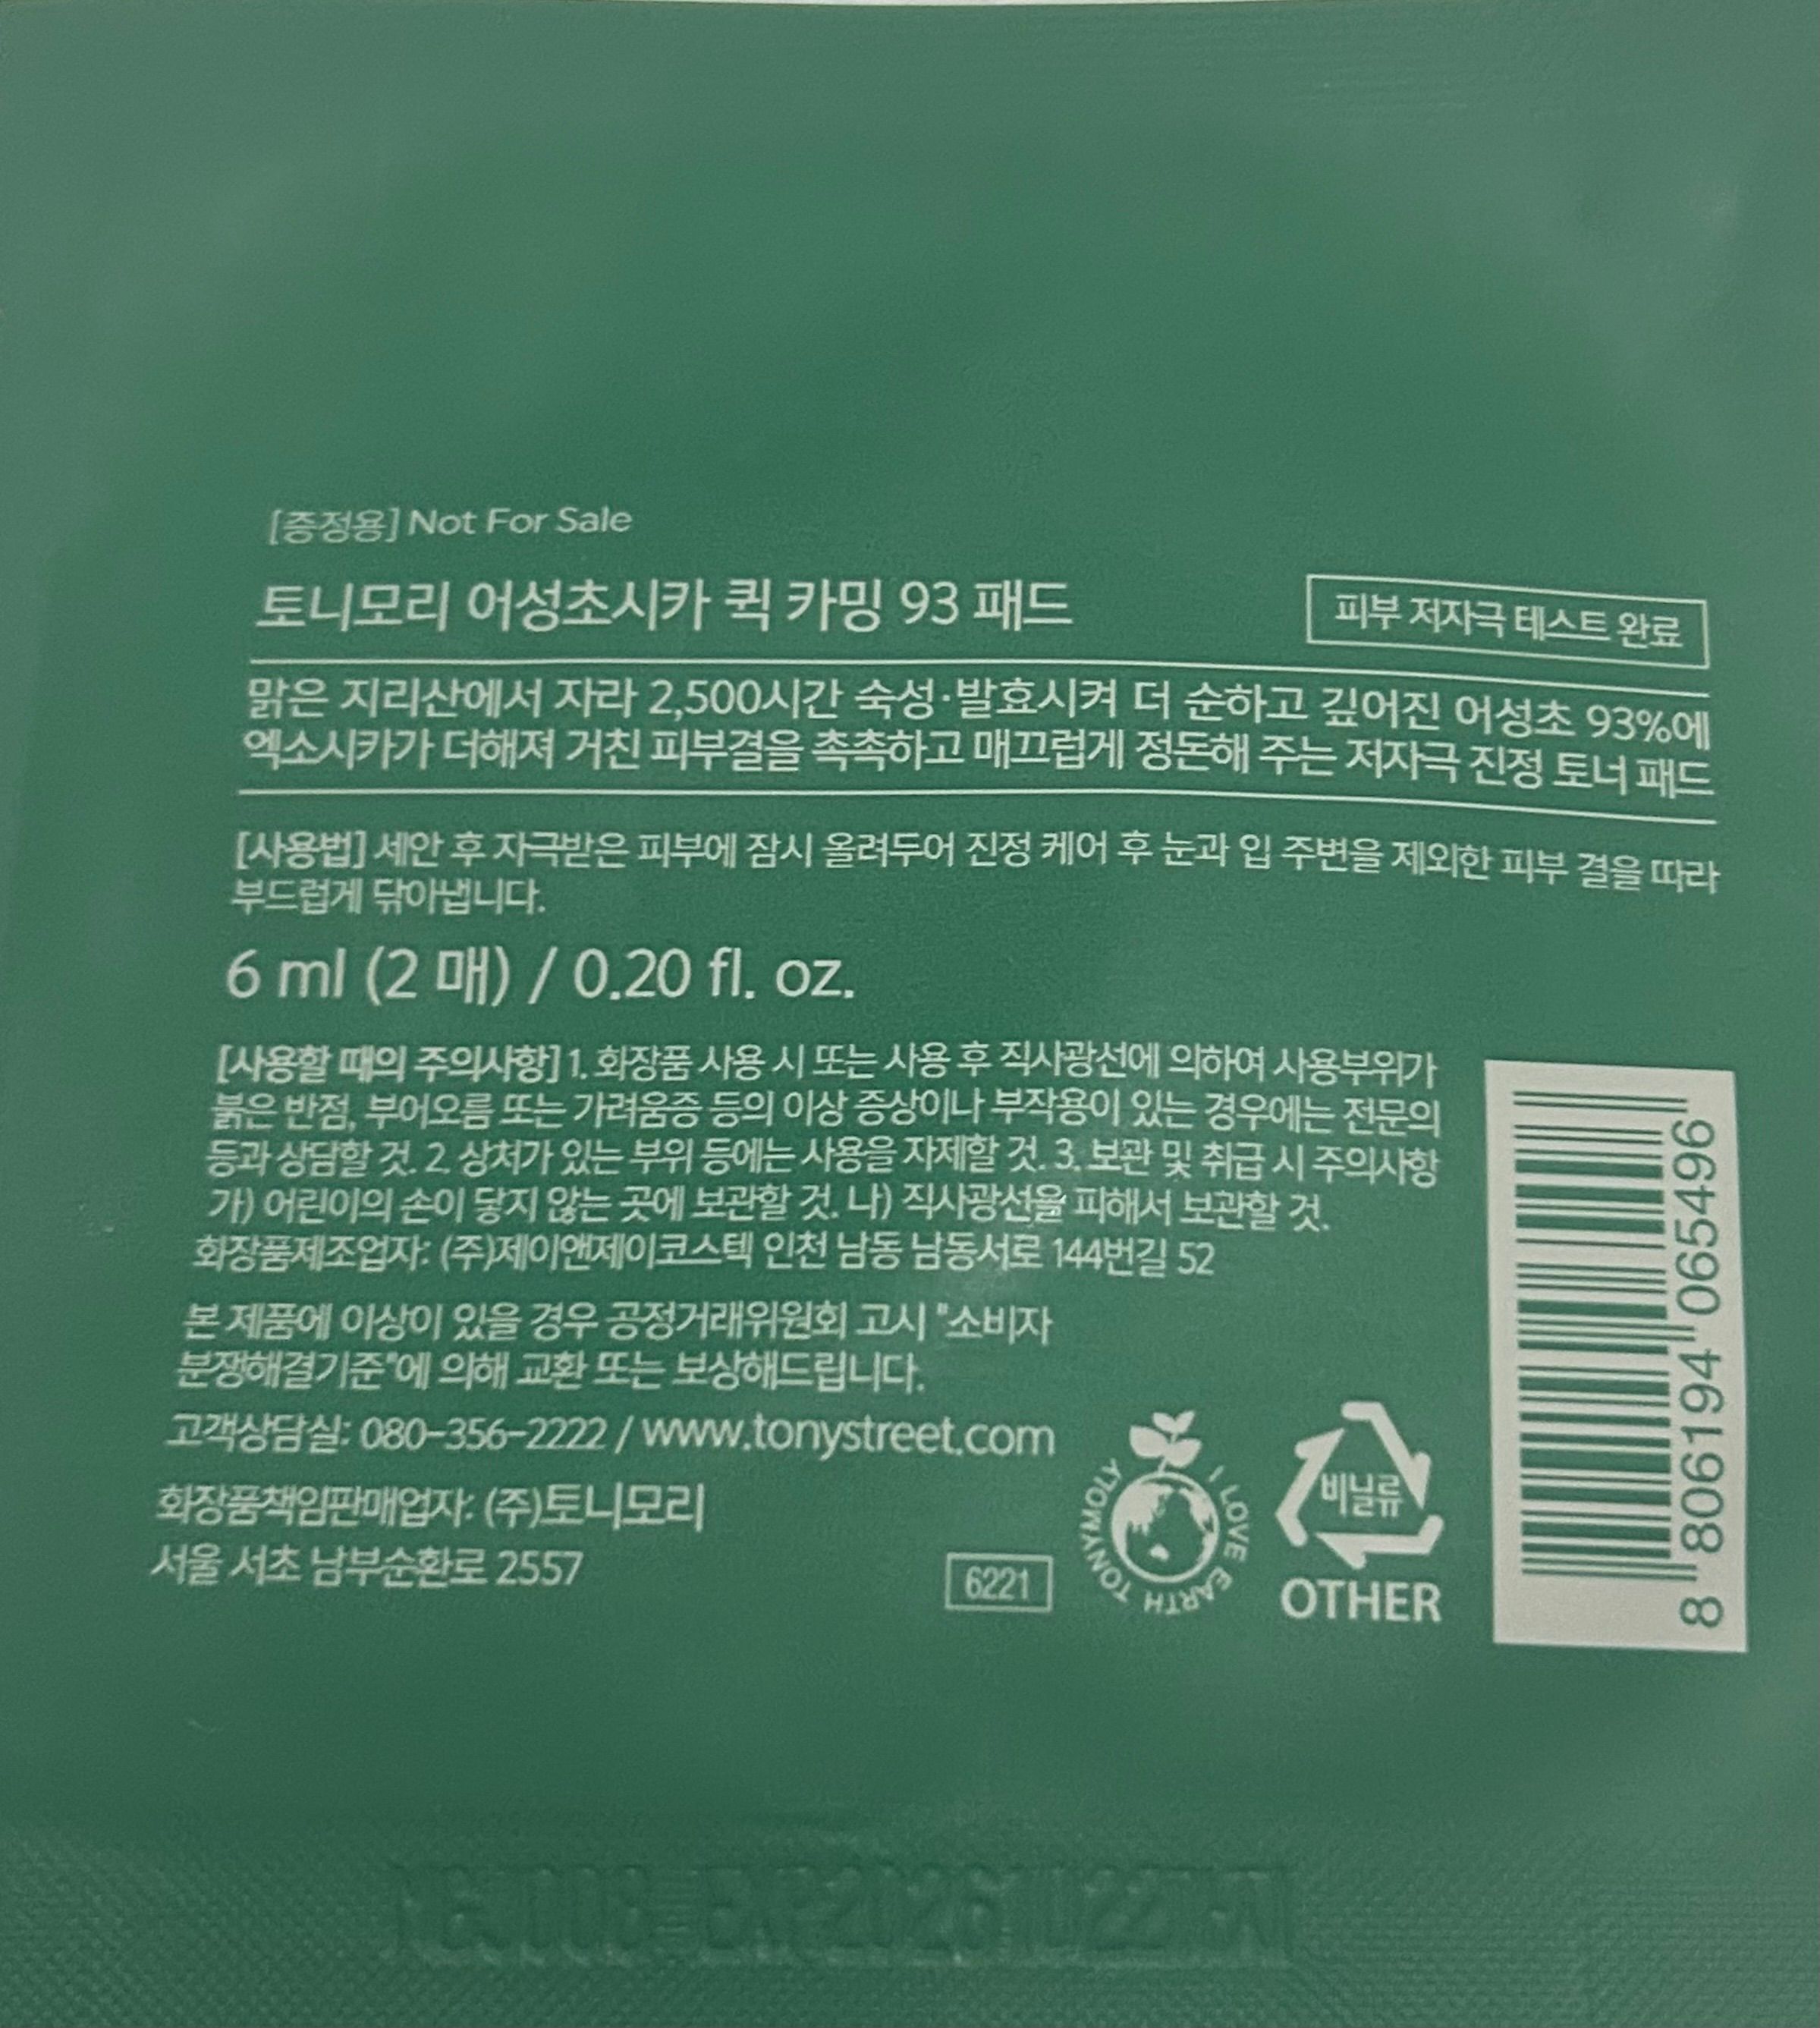 [증정용] Not For Sale
토니모리 어성초시카 퀵 카밍 93 패드
피부 저자극 테스트 완료
맑은 지리산에서 자라 2,500시간 숙성·발효시켜 더 순하고 깊어진 어성초 93%에
엑소시카가 더해져 거친 피부결을 촉촉하고 매끄럽게 정돈해 주는 저자극 진정 토너 패드
[사용법] 세안 후 자극받은 피부에 잠시 올려두어 진정 케어 후 눈과 입 주변을 제외한 피부 결을 따라
부드럽게 닦아냅니다.
6 ml (2 매) / 0.20 fl. oz.
[사용할 때의 주의사항] 1. 화장품 사용 시 또는 사용 후 직사광선에 의하여 사용부위가
붉은 반점, 부어오름 또는 가려움증 등의 이상 증상이나 부작용이 있는 경우에는 전문의
등과 상담할 것. 2. 상처가 있는 부위 등에는 사용을 자제할 것. 3. 보관 및 취급 시 주의사항
가) 어린이의 손이 닿지 않는 곳에 보관할 것. 나) 직사광선을 피해서 보관할 것.
화장품제조업자: (주)제이앤제이코스텍 인천 남동 남동서로 144번길 52
본 제품에 이상이 있을 경우 공정거래위원회 고시 "소비자
분쟁해결기준"에 의해 교환 또는 보상해드립니다.
고객상담실: 080-356-2222 / www.tonystreet.com
화장품책임판매업자: (주)토니모리
서울 서초 남부순환로 2557
6221
I LOVE EARTH TONYMOLY
비닐류
OTHER
8 806194 065496